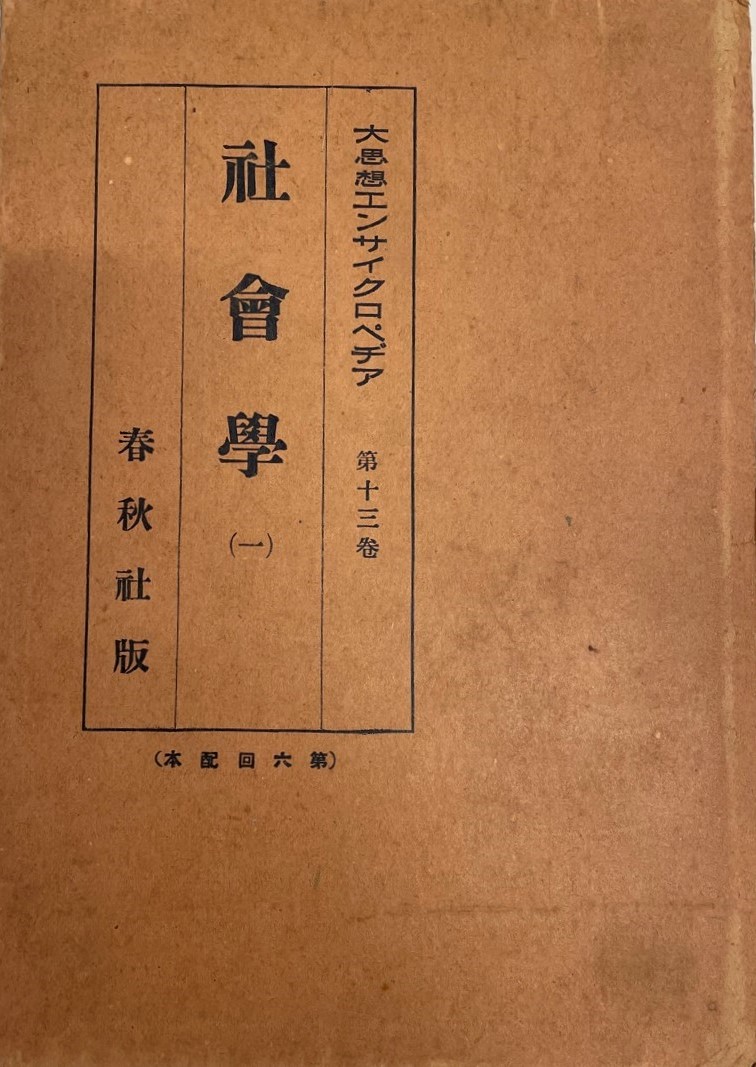 大思想エンサイクロペヂア 第十三卷
社會學(一)
春秋社版
(第六回配本)